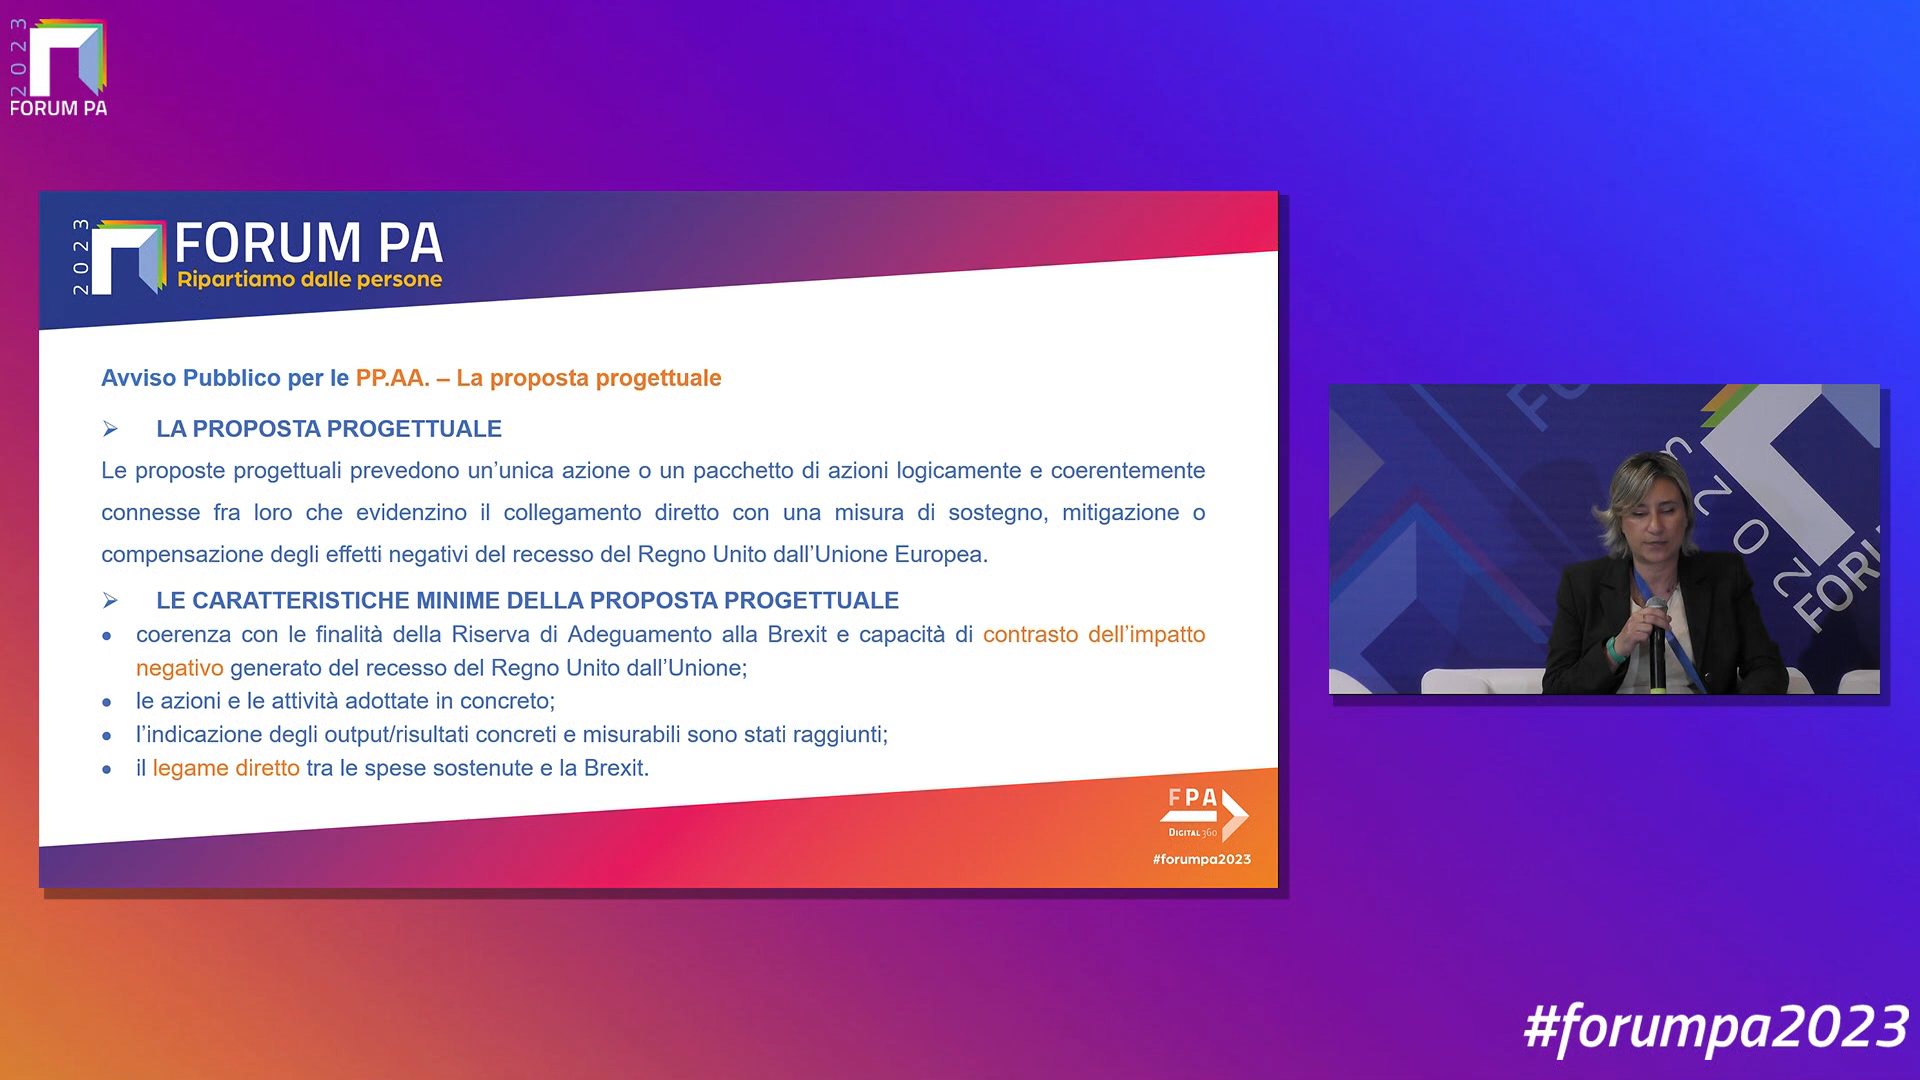 2023
FORUM PA
2023
FORUM PA
Ripartiamo dalle persone
Avviso Pubblico per le PP.AA. – La proposta progettuale
➢ LA PROPOSTA PROGETTUALE
Le proposte progettuali prevedono un’unica azione o un pacchetto di azioni logicamente e coerentemente
connesse fra loro che evidenzino il collegamento diretto con una misura di sostegno, mitigazione o
compensazione degli effetti negativi del recesso del Regno Unito dall’Unione Europea.
➢ LE CARATTERISTICHE MINIME DELLA PROPOSTA PROGETTUALE
• coerenza con le finalità della Riserva di Adeguamento alla Brexit e capacità di contrasto dell’impatto
negativo generato del recesso del Regno Unito dall’Unione;
• le azioni e le attività adottate in concreto;
• l’indicazione degli output/risultati concreti e misurabili sono stati raggiunti;
• il legame diretto tra le spese sostenute e la Brexit.
FPA
DIGITAL360
#forumpa2023
#forumpa2023